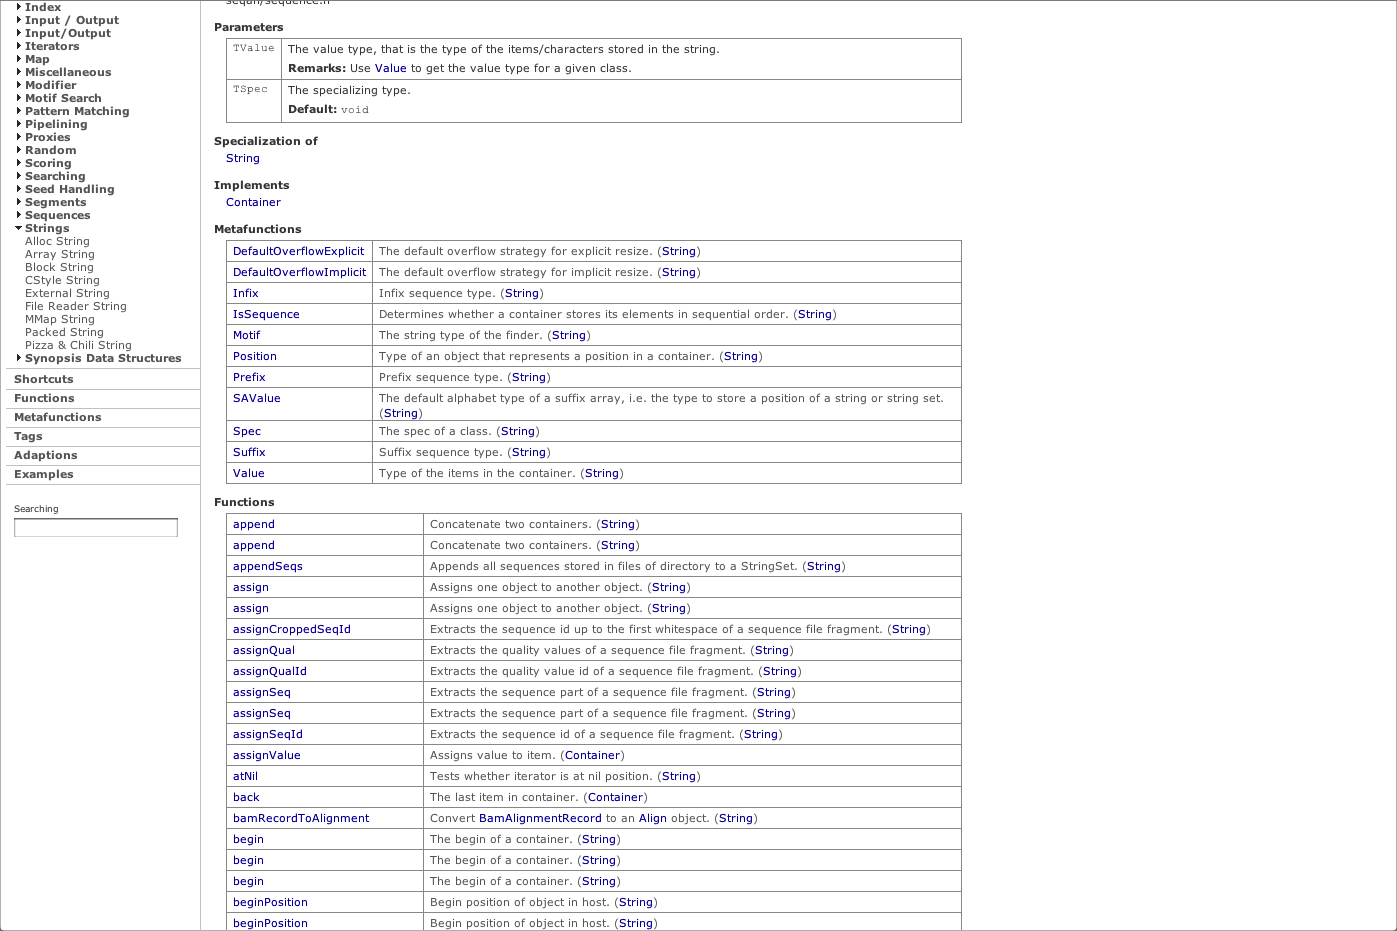 Index
Input / Output
Input/Output
Iterators
Map
Miscellaneous
Modifier
Motif Search
Pattern Matching
Pipelining
Proxies
Random
Scoring
Searching
Seed Handling
Segments
Sequences
Strings
Alloc String
Array String
Block String
CStyle String
External String
File Reader String
MMap String
Packed String
Pizza & Chili String
Synopsis Data Structures
Shortcuts
Functions
Metafunctions
Tags
Adaptions
Examples
Searching
seqan/sequence.h
Parameters
TValue The value type, that is the type of the items/characters stored in the string.
Remarks: Use Value to get the value type for a given class.
TSpec The specializing type.
Default: void
Specialization of
String
Implements
Container
Metafunctions
DefaultOverflowExplicit The default overflow strategy for explicit resize. (String)
DefaultOverflowImplicit The default overflow strategy for implicit resize. (String)
Infix Infix sequence type. (String)
IsSequence Determines whether a container stores its elements in sequential order. (String)
Motif The string type of the finder. (String)
Position Type of an object that represents a position in a container. (String)
Prefix Prefix sequence type. (String)
SAValue The default alphabet type of a suffix array, i.e. the type to store a position of a string or string set.
(String)
Spec The spec of a class. (String)
Suffix Suffix sequence type. (String)
Value Type of the items in the container. (String)
Functions
append Concatenate two containers. (String)
append Concatenate two containers. (String)
appendSeqs Appends all sequences stored in files of directory to a StringSet. (String)
assign Assigns one object to another object. (String)
assign Assigns one object to another object. (String)
assignCroppedSeqId Extracts the sequence id up to the first whitespace of a sequence file fragment. (String)
assignQual Extracts the quality values of a sequence file fragment. (String)
assignQualId Extracts the quality value id of a sequence file fragment. (String)
assignSeq Extracts the sequence part of a sequence file fragment. (String)
assignSeq Extracts the sequence part of a sequence file fragment. (String)
assignSeqId Extracts the sequence id of a sequence file fragment. (String)
assignValue Assigns value to item. (Container)
atNil Tests whether iterator is at nil position. (String)
back The last item in container. (Container)
bamRecordToAlignment Convert BamAlignmentRecord to an Align object. (String)
begin The begin of a container. (String)
begin The begin of a container. (String)
begin The begin of a container. (String)
beginPosition Begin position of object in host. (String)
beginPosition Begin position of object in host. (String)